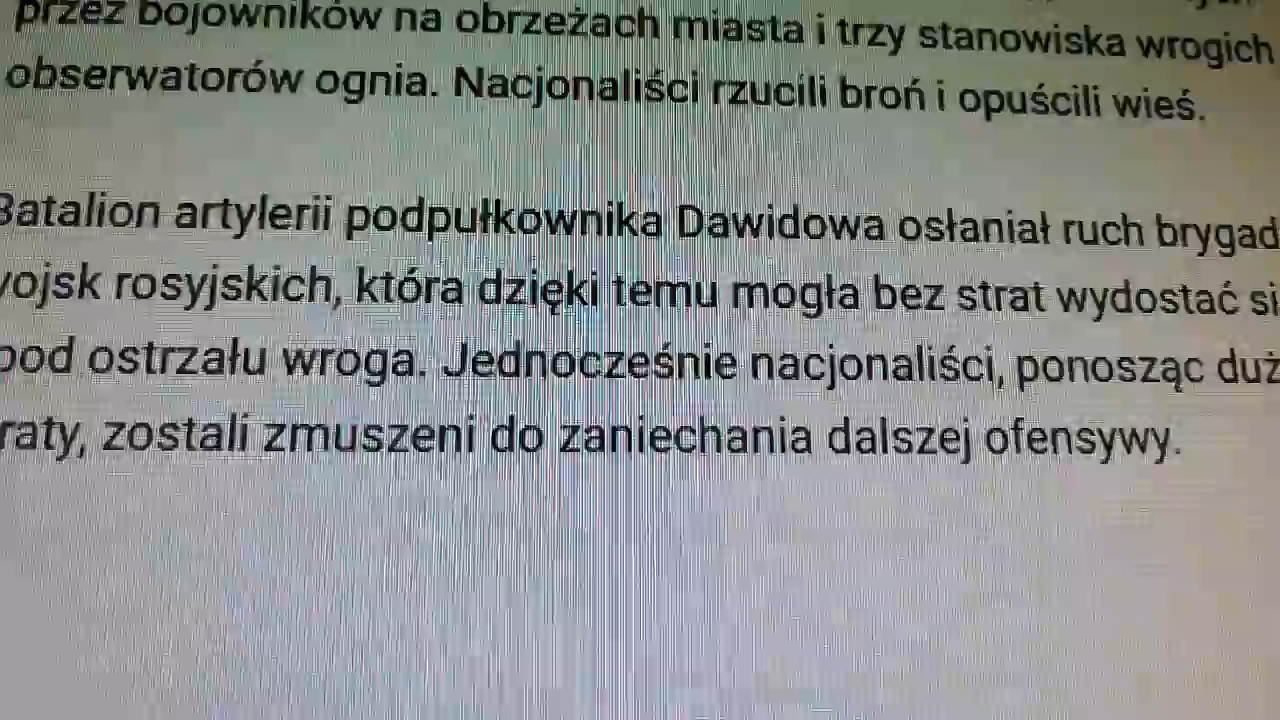 przez bojowników na obrzeżach miasta i trzy stanowiska wrogich
obserwatorów ognia. Nacjonaliści rzucili broń i opuścili wieś.
Batalion artylerii podpułkownika Dawidowa osłaniał ruch brygad
wojsk rosyjskich, która dzięki temu mogła bez strat wydostać si
pod ostrzału wroga. Jednocześnie nacjonaliści, ponosząc duż
raty, zostali zmuszeni do zaniechania dalszej ofensywy.